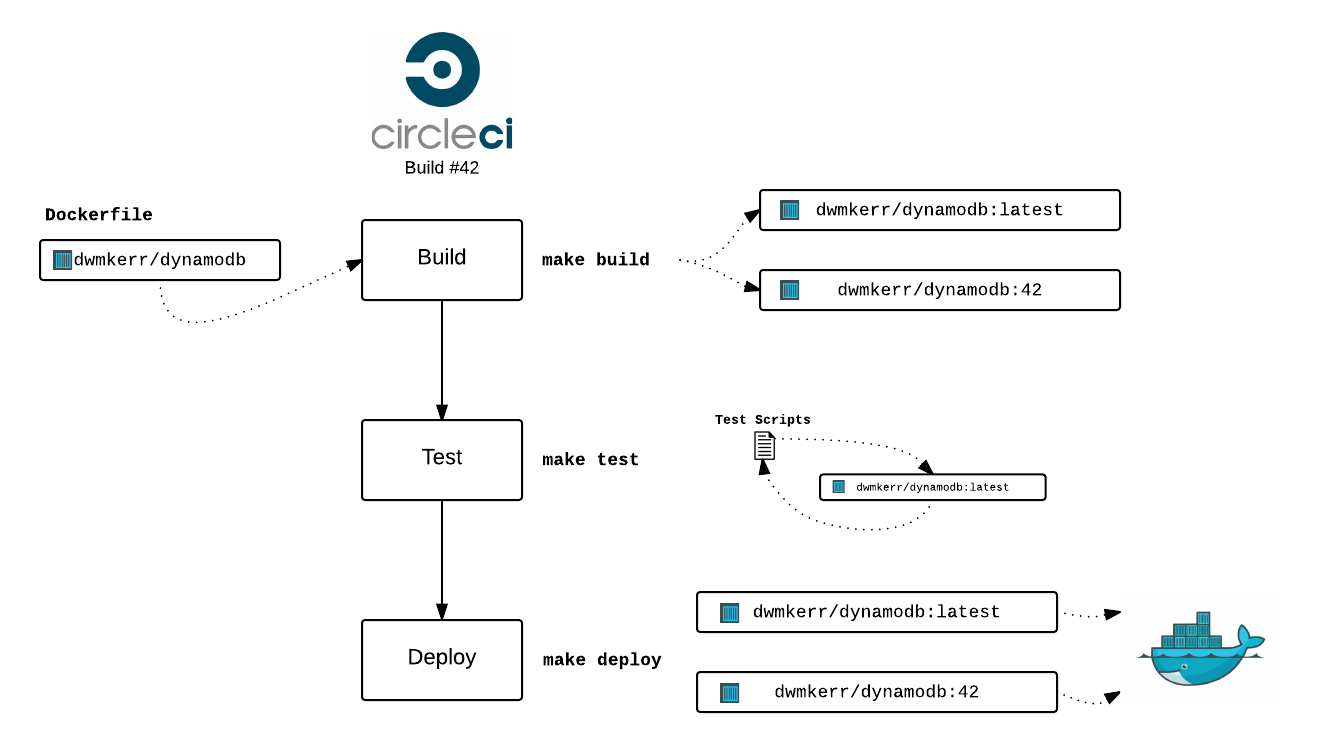 circleci
Build #42
Dockerfile
dwmkerr/dynamodb
Build
make build
dwmkerr/dynamodb:latest
dwmkerr/dynamodb:42
Test
make test
Test Scripts
dwmkerr/dynamodb:latest
Deploy
make deploy
dwmkerr/dynamodb:latest
dwmkerr/dynamodb:42